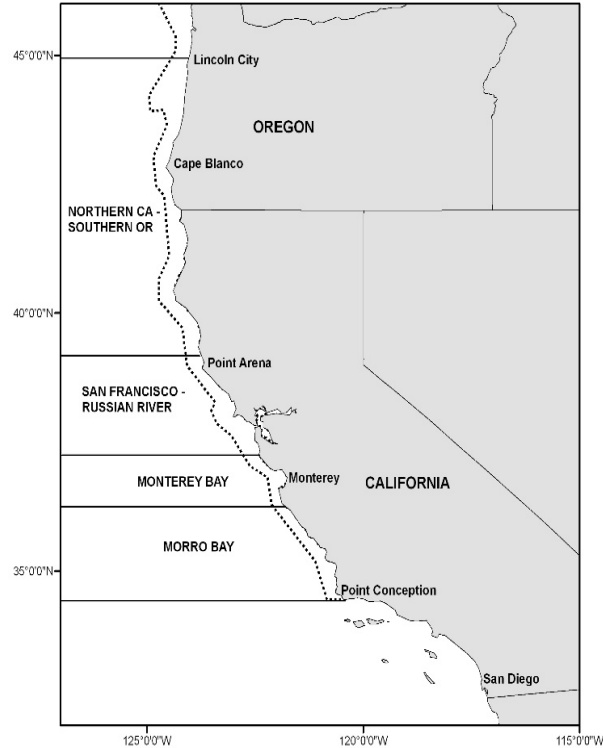 45°0'0"N
Lincoln City
OREGON
Cape Blanco
NORTHERN CA -
SOUTHERN OR
40°0'0"N
Point Arena
SAN FRANCISCO -
RUSSIAN RIVER
Monterey
MONTEREY BAY
CALIFORNIA
MORRO BAY
35°0'0"N
Point Conception
San Diego
125°0'0"W
120°0'0"W
115°0'0"W